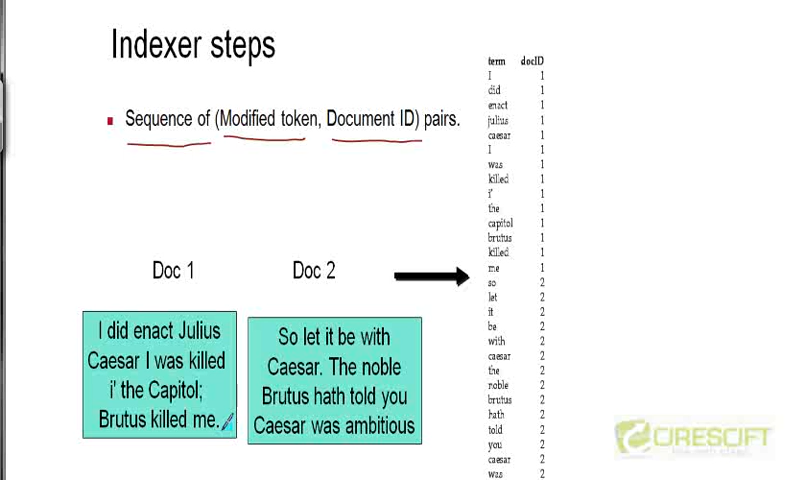 Indexer steps
Sequence of (Modified token, Document ID) pairs.
Doc 1
Doc 2
I did enact Julius
Caesar I was killed
i' the Capitol;
Brutus killed me.
So let it be with
Caesar. The noble
Brutus hath told you
Caesar was ambitious
term docID
I 1
did 1
enact 1
julius 1
caesar 1
I 1
was 1
killed 1
i' 1
the 1
capitol 1
brutus 1
killed 1
me 1
so 2
let 2
it 2
be 2
with 2
caesar 2
the 2
noble 2
brutus 2
hath 2
told 2
you 2
caesar 2
was 2